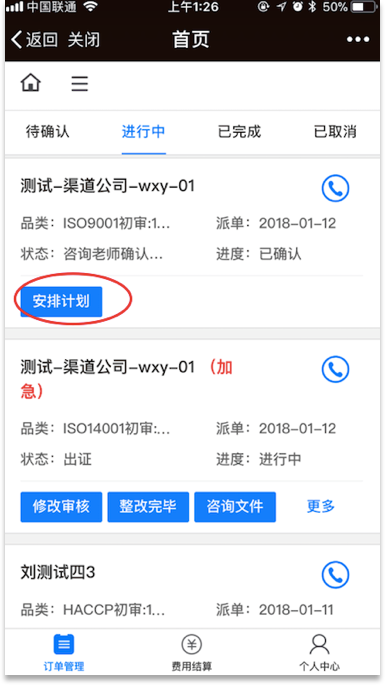 中国联通 上午1:26 50%
返回 关闭 首页
待确认 进行中 已完成 已取消
测试-渠道公司-wxy-01
品类：ISO9001初审:1... 派单：2018-01-12
状态：咨询老师确认... 进度：已确认
安排计划
测试-渠道公司-wxy-01 （加
急）
品类：ISO14001初审:... 派单：2018-01-12
状态：出证 进度：进行中
修改审核 整改完毕 咨询文件 更多
刘测试四3
品类：HACCP初审:1... 派单：2018-01-11
订单管理 费用结算 个人中心